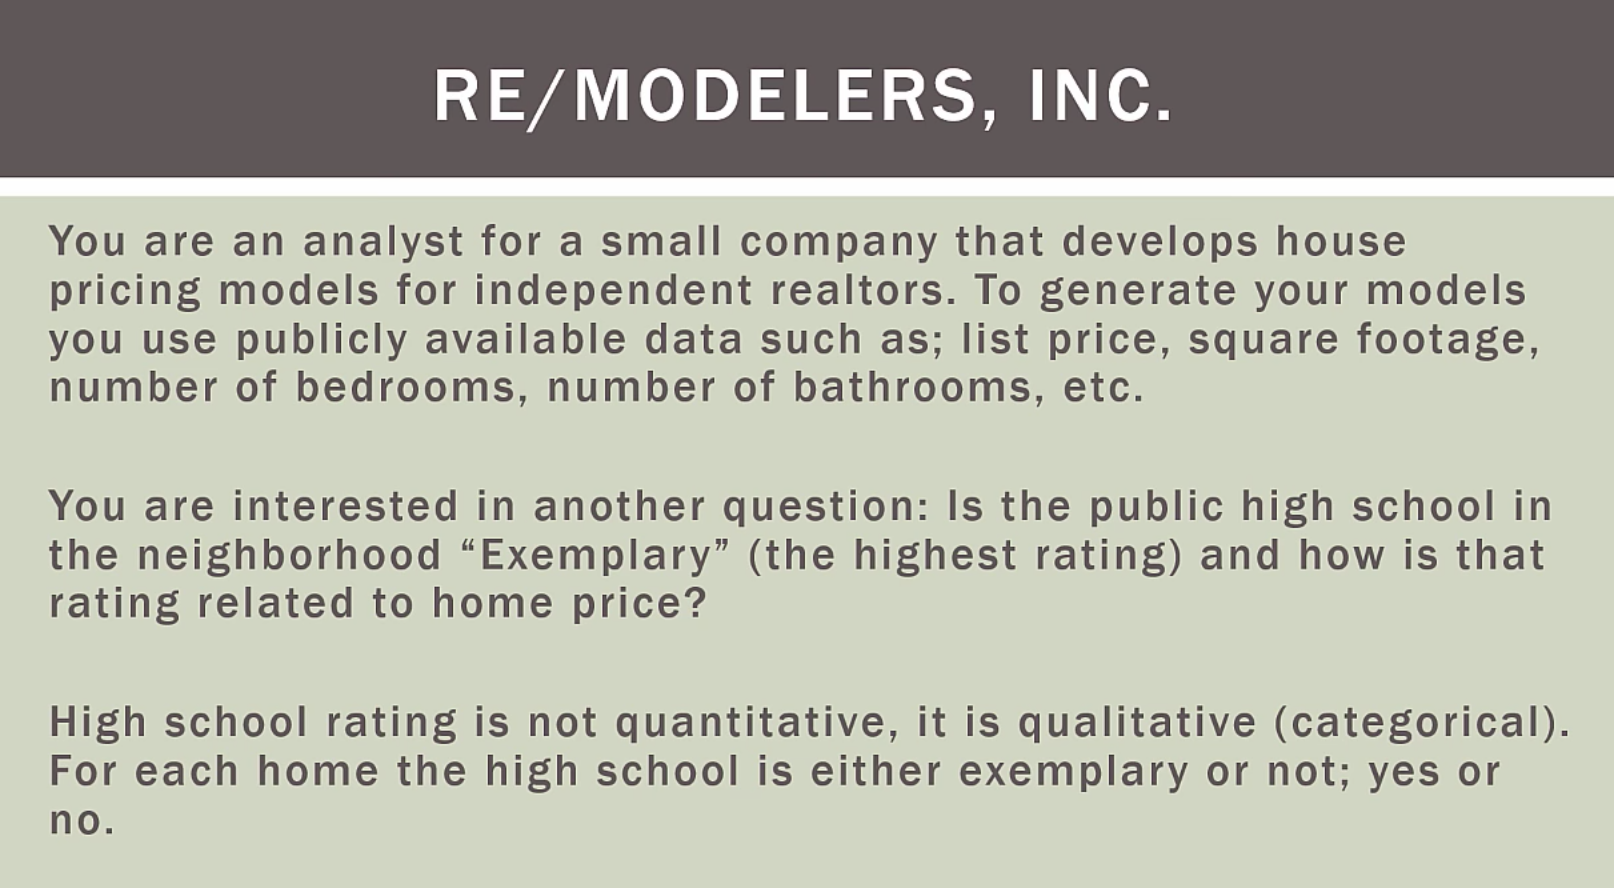 RE/MODELERS, INC.
You are an analyst for a small company that develops house
pricing models for independent realtors. To generate your models
you use publicly available data such as; list price, square footage,
number of bedrooms, number of bathrooms, etc.
You are interested in another question: Is the public high school in
the neighborhood “Exemplary” (the highest rating) and how is that
rating related to home price?
High school rating is not quantitative, it is qualitative (categorical).
For each home the high school is either exemplary or not; yes or
no.